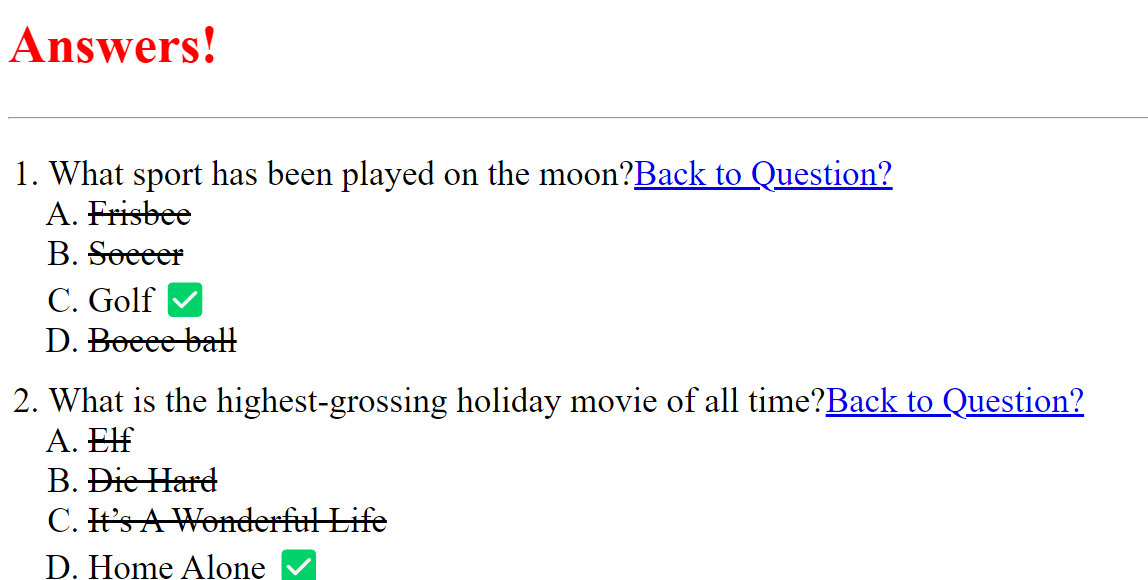 Answers!
1. What sport has been played on the moon?Back to Question?
A. Frisbee
B. Soccer
C. Golf ✅
D. Bocce ball
2. What is the highest-grossing holiday movie of all time?Back to Question?
A. Elf
B. Die Hard
C. It’s A Wonderful Life
D. Home Alone ✅